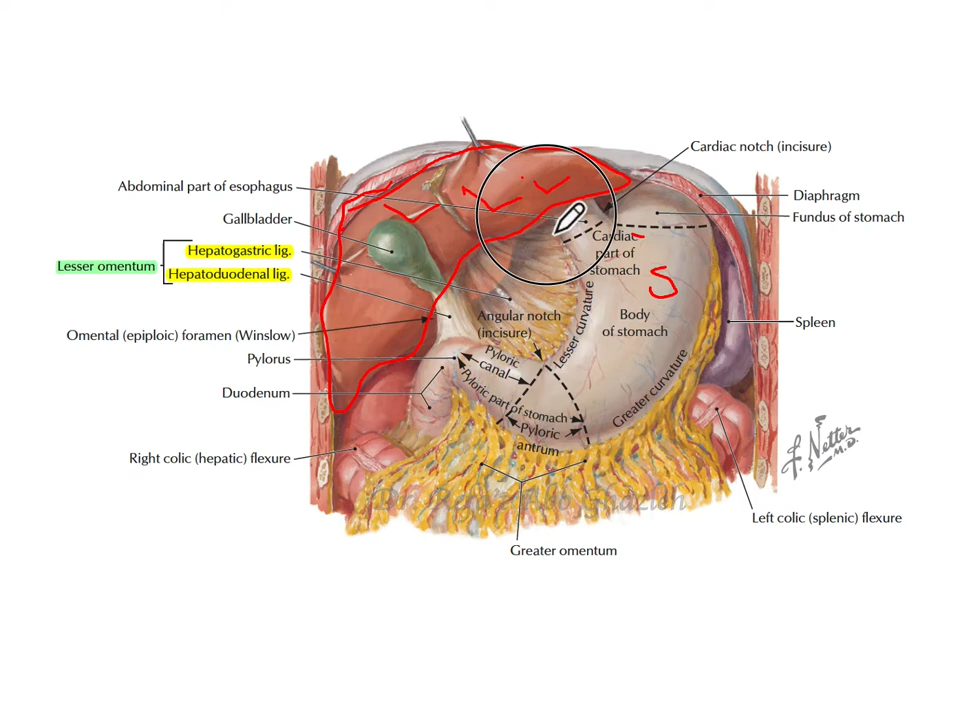 Cardiac notch (incisure)
Abdominal part of esophagus
Diaphragm
Gallbladder
Fundus of stomach
Hepatogastric lig.
Lesser omentum
Hepatoduodenal lig.
Cardiac
part of
stomach
S
Omental (epiploic) foramen (Winslow)
Angular notch
(incisure)
Lesser curvature
Body
of stomach
Spleen
Pylorus
Pyloric
canal
Duodenum
Pyloric part of stomach
Greater curvature
Pyloric
antrum
Right colic (hepatic) flexure
F. Netter
M.D.
Left colic (splenic) flexure
Greater omentum